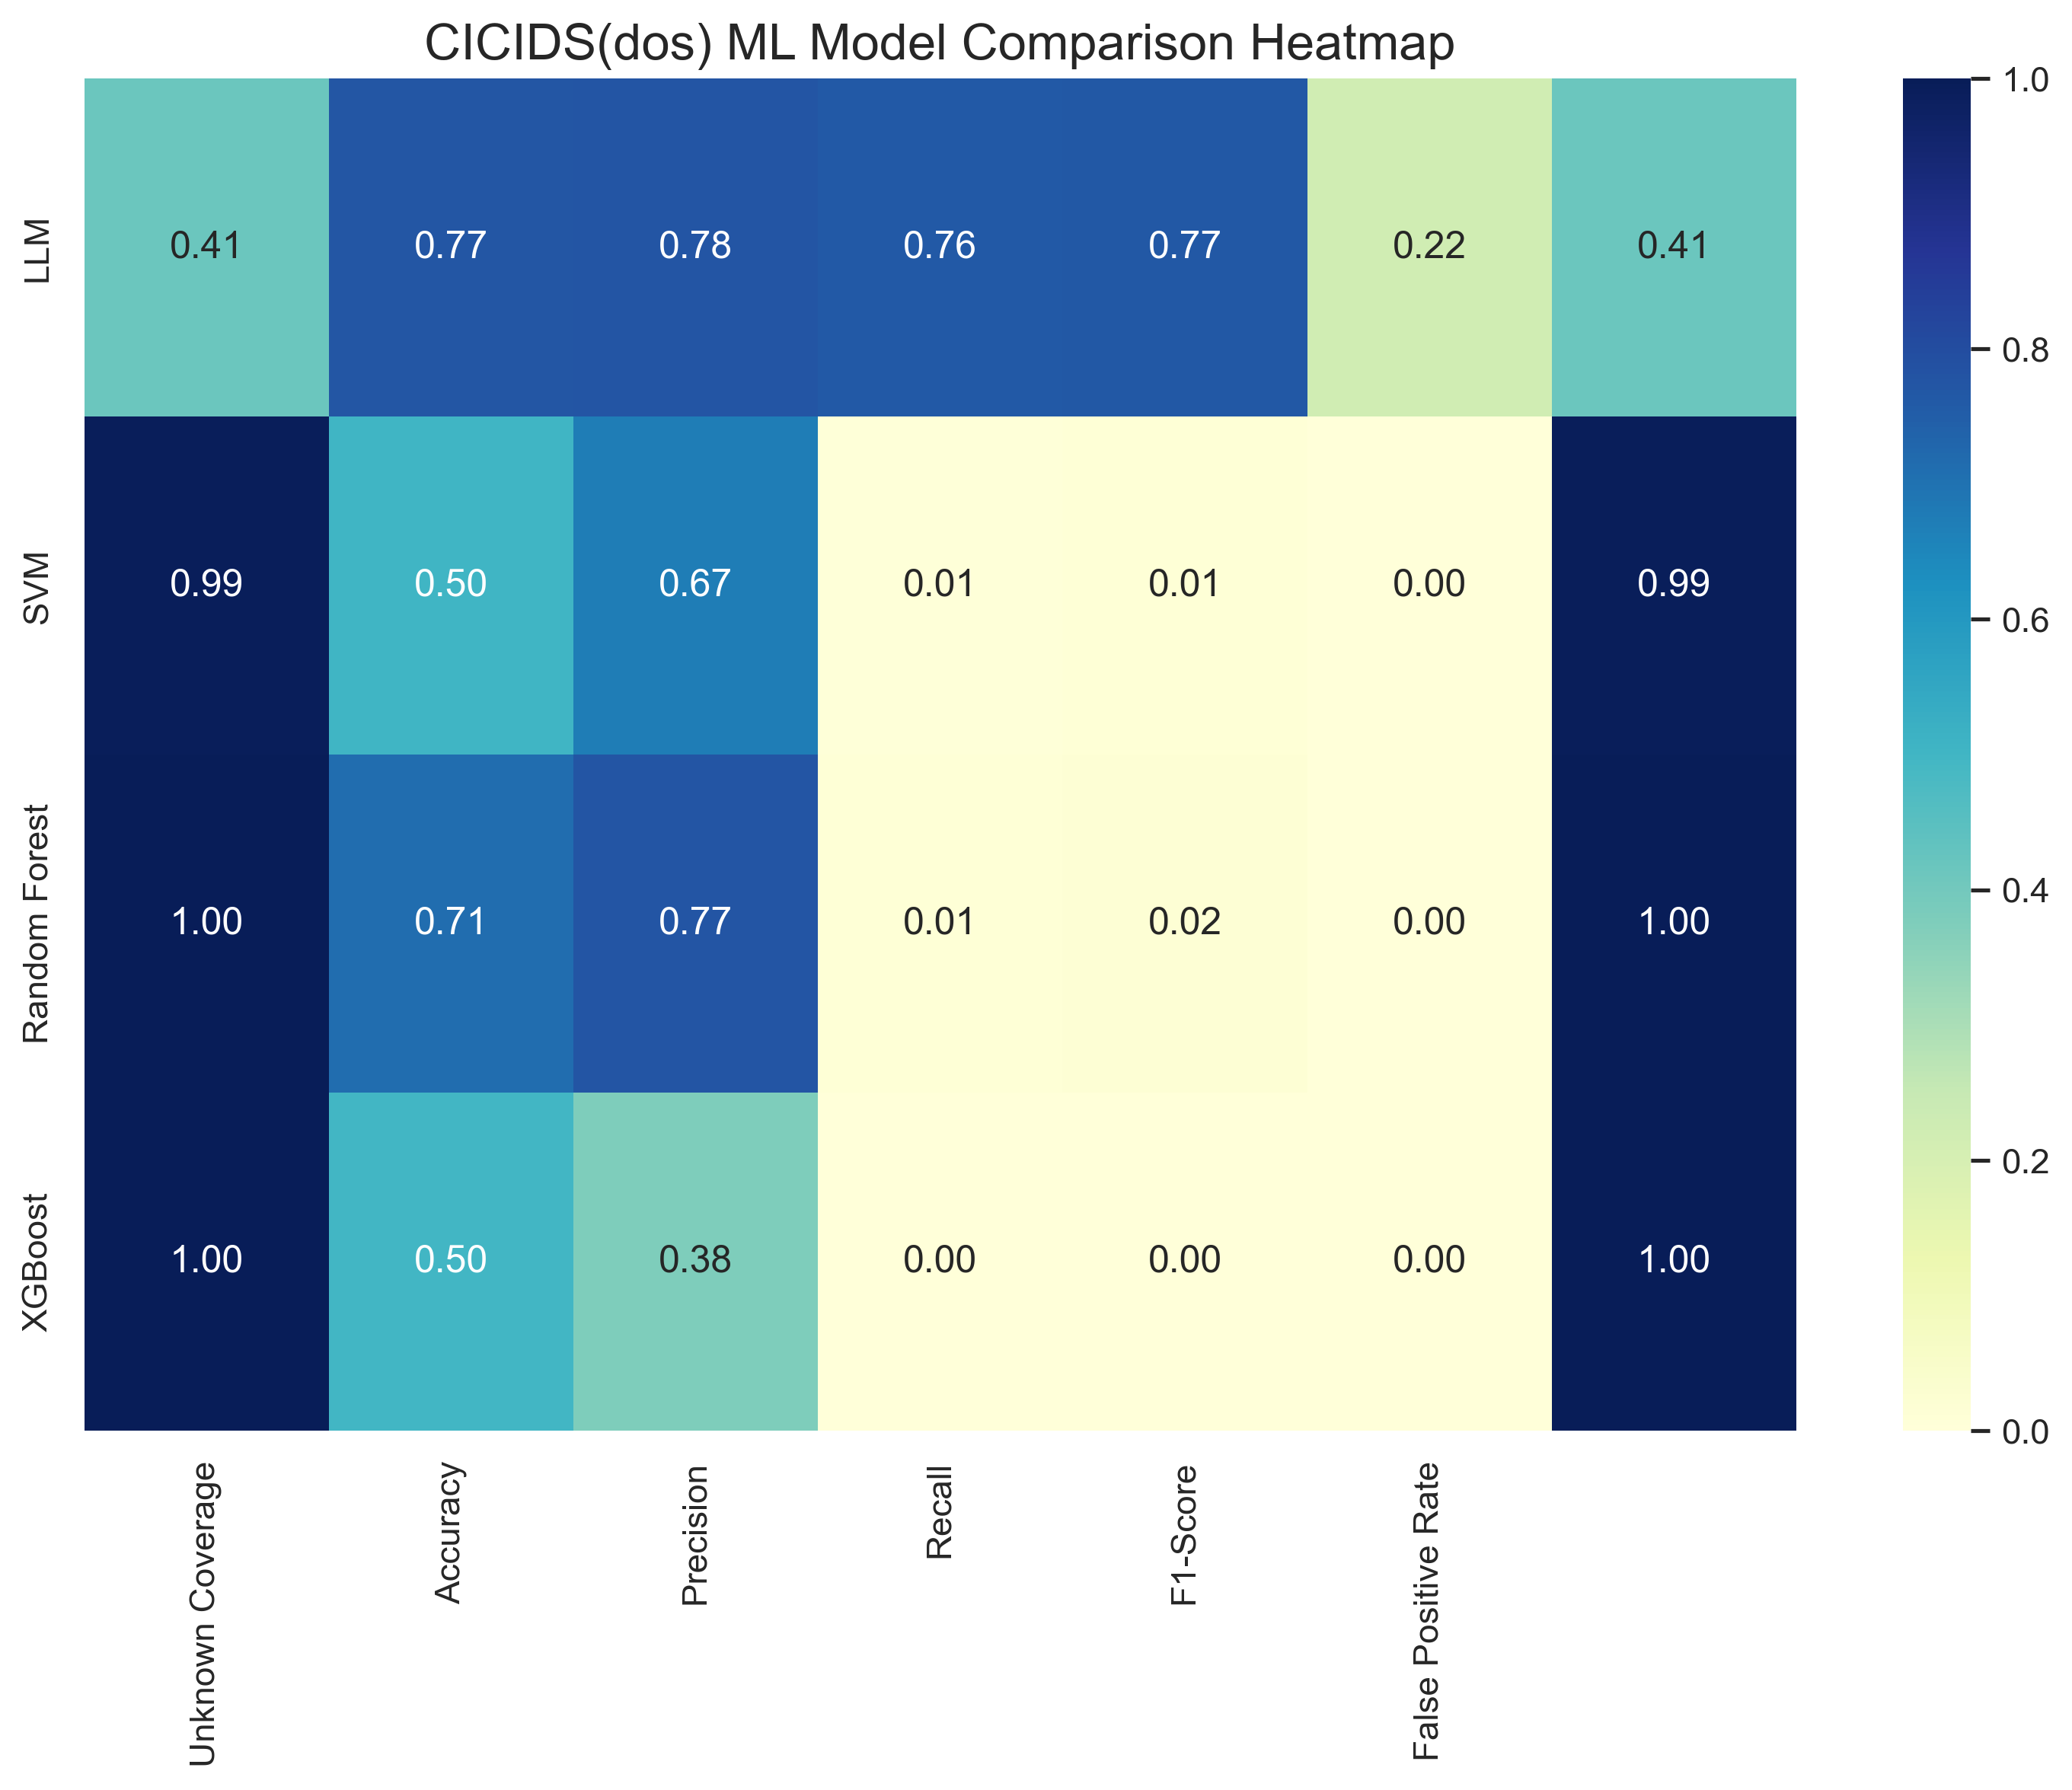 CICIDS(dos) ML Model Comparison Heatmap
LLM 0.41 0.77 0.78 0.76 0.77 0.22 0.41
SVM 0.99 0.50 0.67 0.01 0.01 0.00 0.99
Random Forest 1.00 0.71 0.77 0.01 0.02 0.00 1.00
XGBoost 1.00 0.50 0.38 0.00 0.00 0.00 1.00
Unknown Coverage
Accuracy
Precision
Recall
F1-Score
False Positive Rate
1.0
0.8
0.6
0.4
0.2
0.0